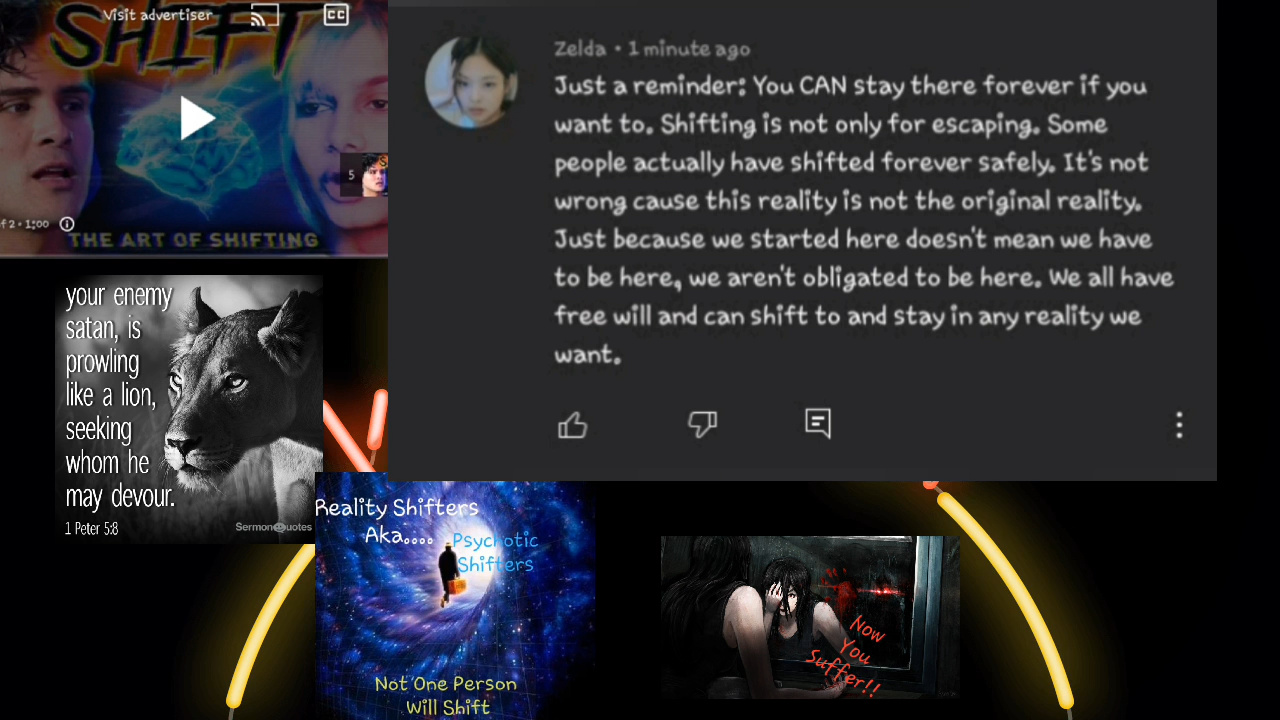 Visit advertiser
CC
SHIFT
5
of 2 • 1:00
THE ART OF SHIFTING
Zelda • 1 minute ago
Just a reminder: You CAN stay there forever if you
want to. Shifting is not only for escaping. Some
people actually have shifted forever safely. It's not
wrong cause this reality is not the original reality.
Just because we started here doesn't mean we have
to be here, we aren't obligated to be here. We all have
free will and can shift to and stay in any reality we
want.
your enemy
satan, is
prowling
like a lion,
seeking
whom he
may devour.
1 Peter 5:8
SermonQuotes
Reality Shifters
Aka....
Psychotic
Shifters
Not One Person
Will Shift
Now
You
Suffer!!